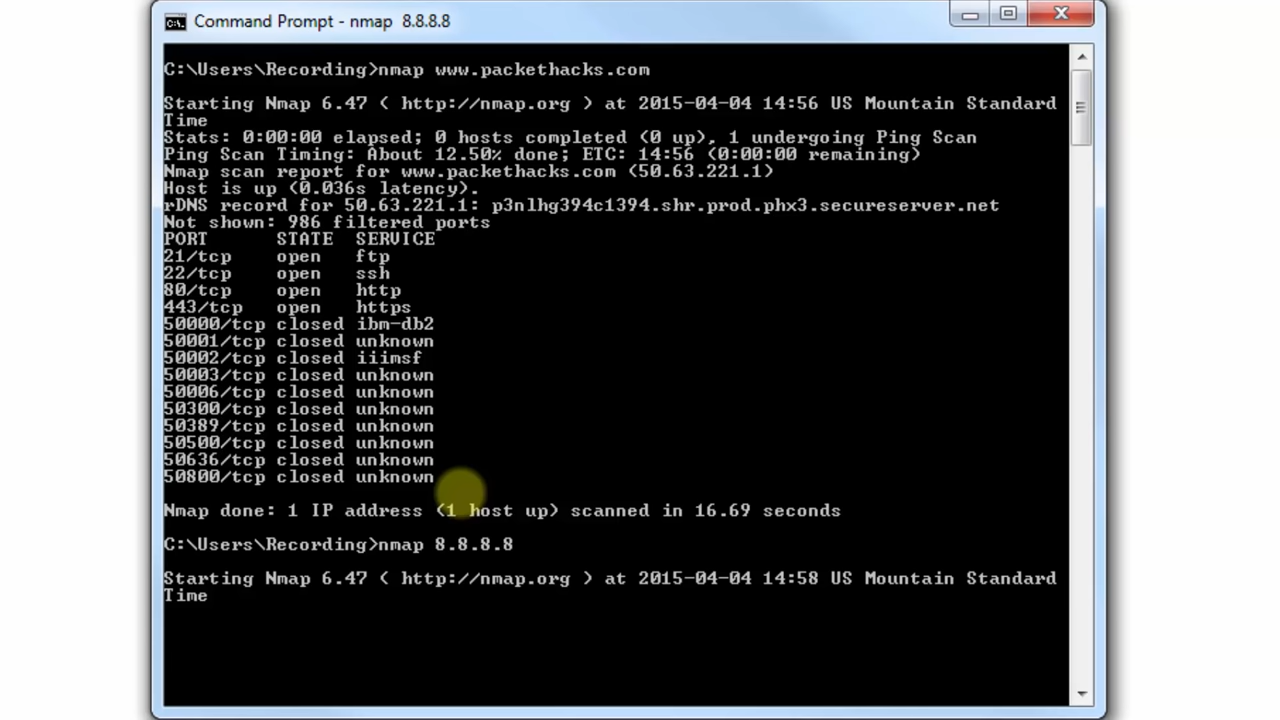 Command Prompt - nmap 8.8.8.8
C:\Users\Recording>nmap www.packethacks.com
Starting Nmap 6.47 ( http://nmap.org ) at 2015-04-04 14:56 US Mountain Standard
Time
Stats: 0:00:00 elapsed; 0 hosts completed (0 up), 1 undergoing Ping Scan
Ping Scan Timing: About 12.50% done; ETC: 14:56 (0:00:00 remaining)
Nmap scan report for www.packethacks.com (50.63.221.1)
Host is up (0.036s latency).
rDNS record for 50.63.221.1: p3nlhg394c1394.shr.prod.phx3.secureserver.net
Not shown: 986 filtered ports
PORT STATE SERVICE
21/tcp open ftp
22/tcp open ssh
80/tcp open http
443/tcp open https
50000/tcp closed ibm-db2
50001/tcp closed unknown
50002/tcp closed iiimsf
50003/tcp closed unknown
50006/tcp closed unknown
50300/tcp closed unknown
50389/tcp closed unknown
50500/tcp closed unknown
50636/tcp closed unknown
50800/tcp closed unknown
Nmap done: 1 IP address (1 host up) scanned in 16.69 seconds
C:\Users\Recording>nmap 8.8.8.8
Starting Nmap 6.47 ( http://nmap.org ) at 2015-04-04 14:58 US Mountain Standard
Time